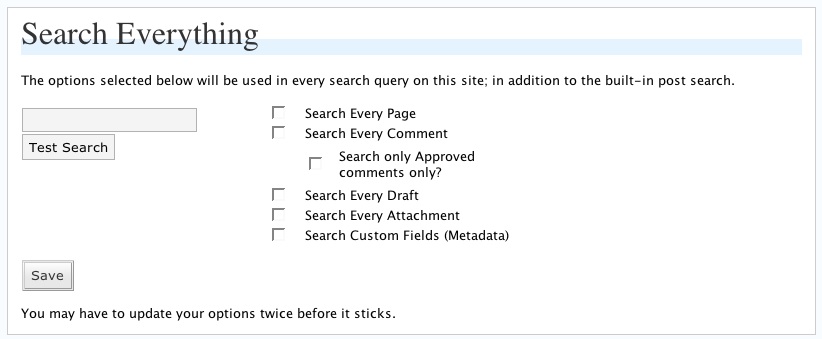 Search Everything
The options selected below will be used in every search query on this site; in addition to the built-in post search.
Test Search
Search Every Page
Search Every Comment
Search only Approved
comments only?
Search Every Draft
Search Every Attachment
Search Custom Fields (Metadata)
Save
You may have to update your options twice before it sticks.